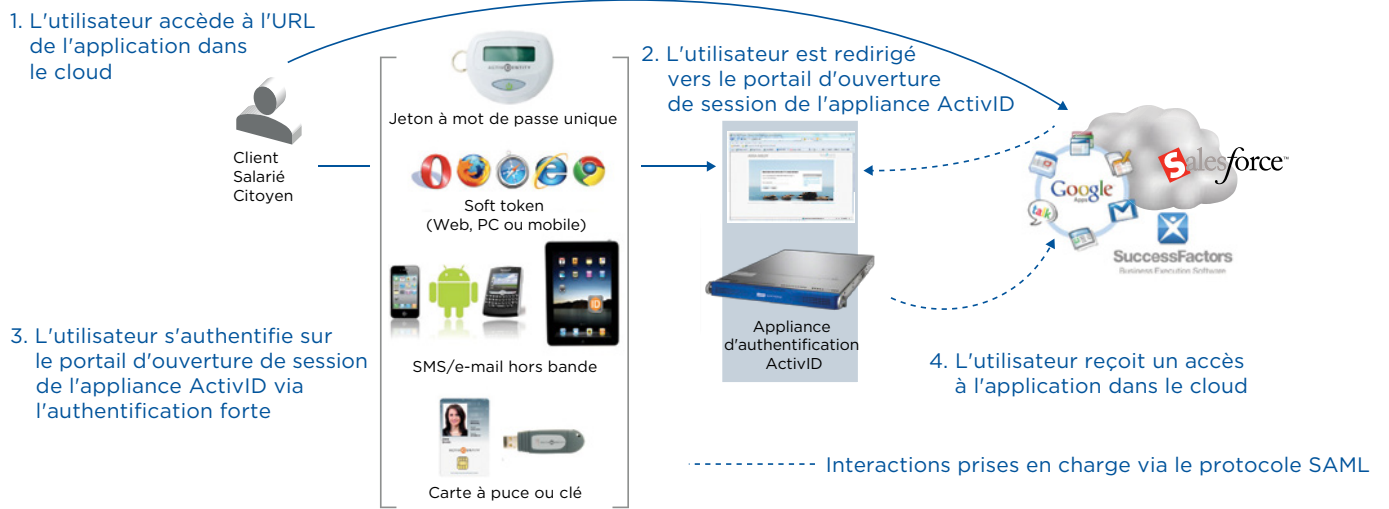 1. L'utilisateur accède à l'URL
de l'application dans
le cloud
Client
Salarié
Citoyen
Jeton à mot de passe unique
Soft token
(Web, PC ou mobile)
SMS/e-mail hors bande
Carte à puce ou clé
2. L'utilisateur est redirigé
vers le portail d'ouverture
de session de l'appliance ActivID
Appliance
d'authentification
ActivID
Google
Apps
talk
salesforce™
SuccessFactors
Business Execution Software
3. L'utilisateur s'authentifie sur
le portail d'ouverture de session
de l'appliance ActivID via
l'authentification forte
4. L'utilisateur reçoit un accès
à l'application dans le cloud
Interactions prises en charge via le protocole SAML